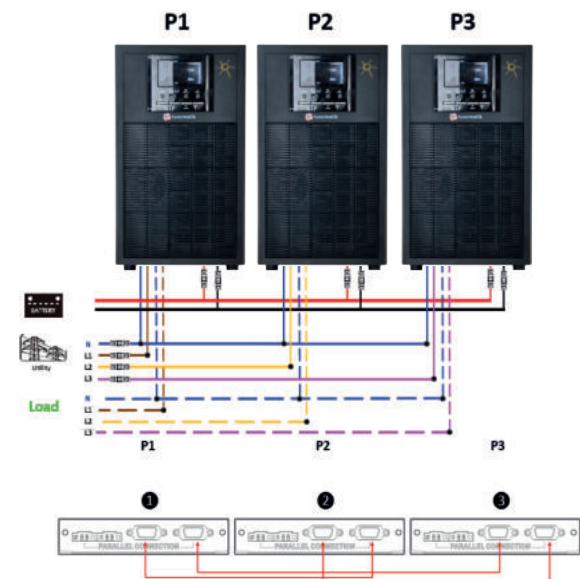 P1 P2 P3
BATTERY
Utility
N
L1
L2
L3
Load
N
L1
L2
L3
P1 P2 P3
1 2 3
PARALLEL CONNECTION PARALLEL CONNECTION PARALLEL CONNECTION